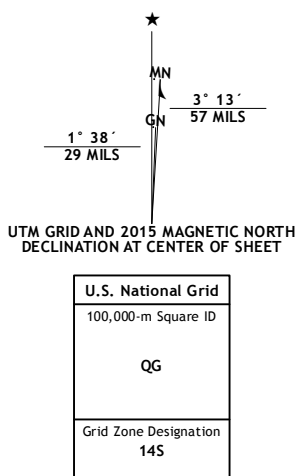 ★
MN
3° 13´
57 MILS
GN
1° 38´
29 MILS
UTM GRID AND 2015 MAGNETIC NORTH
DECLINATION AT CENTER OF SHEET
U.S. National Grid
100,000-m Square ID
QG
Grid Zone Designation
14S